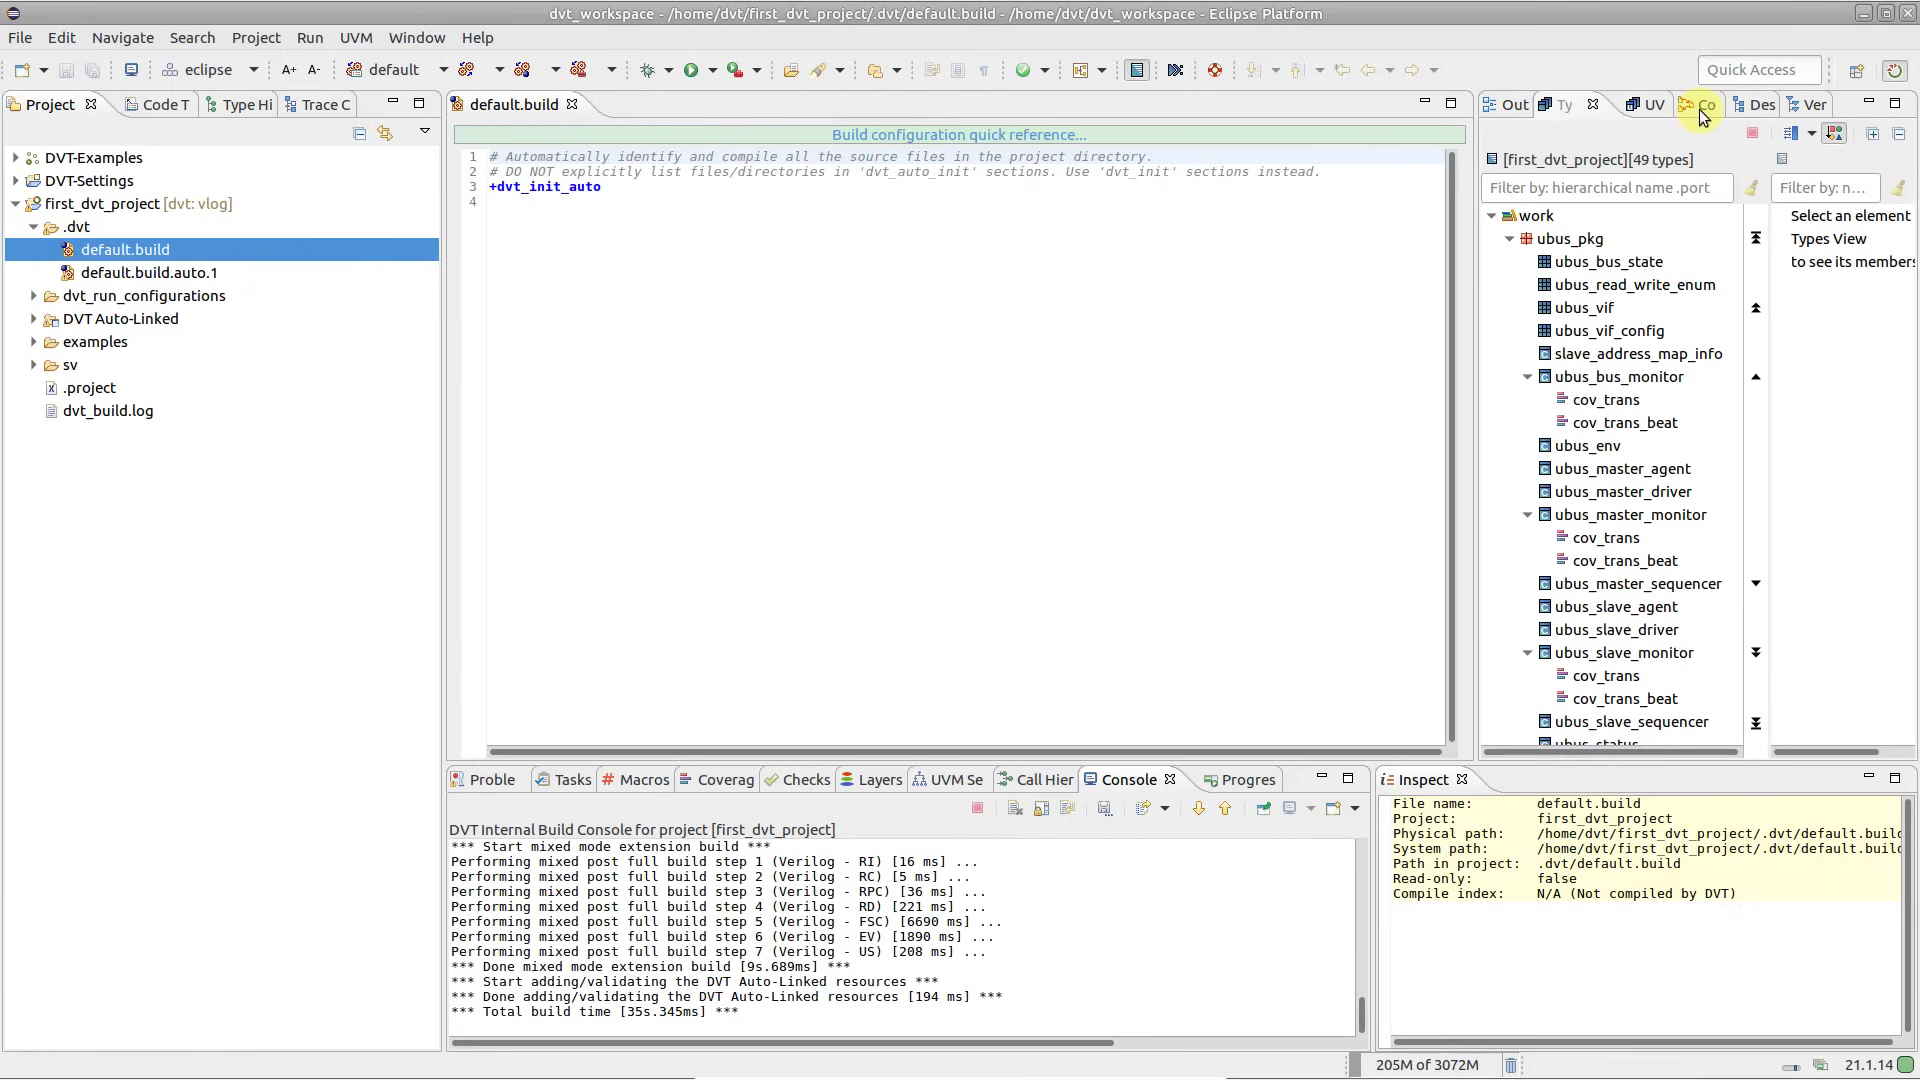 dvt_workspace - /home/dvt/first_dvt_project/.dvt/default.build - /home/dvt/dvt_workspace - Eclipse Platform
File Edit Navigate Search Project Run UVM Window Help
eclipse A+ A- default Quick Access
Project Code T Type Hi Trace C
DVT-Examples
DVT-Settings
first_dvt_project [dvt: vlog]
.dvt
default.build
default.build.auto.1
dvt_run_configurations
DVT Auto-Linked
examples
sv
.project
dvt_build.log
default.build
Build configuration quick reference...
1 # Automatically identify and compile all the source files in the project directory.
2 # DO NOT explicitly list files/directories in 'dvt_auto_init' sections. Use 'dvt_init' sections instead.
3 +dvt_init_auto
4
Out Ty UV Co Des Ver
[first_dvt_project][49 types]
Filter by: hierarchical name .port Filter by: n...
work
ubus_pkg
ubus_bus_state
ubus_read_write_enum
ubus_vif
ubus_vif_config
slave_address_map_info
ubus_bus_monitor
cov_trans
cov_trans_beat
ubus_env
ubus_master_agent
ubus_master_driver
ubus_master_monitor
cov_trans
cov_trans_beat
ubus_master_sequencer
ubus_slave_agent
ubus_slave_driver
ubus_slave_monitor
cov_trans
cov_trans_beat
ubus_slave_sequencer
ubus_status
Select an element
Types View
to see its members
Proble Tasks Macros Coverag Checks Layers UVM Se Call Hier Console Progres
DVT Internal Build Console for project [first_dvt_project]
*** Start mixed mode extension build ***
Performing mixed post full build step 1 (Verilog - RI) [16 ms] ...
Performing mixed post full build step 2 (Verilog - RC) [5 ms] ...
Performing mixed post full build step 3 (Verilog - RPC) [36 ms] ...
Performing mixed post full build step 4 (Verilog - RD) [221 ms] ...
Performing mixed post full build step 5 (Verilog - FSC) [6690 ms] ...
Performing mixed post full build step 6 (Verilog - EV) [1890 ms] ...
Performing mixed post full build step 7 (Verilog - US) [208 ms] ...
*** Done mixed mode extension build [9s.689ms] ***
*** Start adding/validating the DVT Auto-Linked resources ***
*** Done adding/validating the DVT Auto-Linked resources [194 ms] ***
*** Total build time [35s.345ms] ***
Inspect
File name: default.build
Project: first_dvt_project
Physical path: /home/dvt/first_dvt_project/.dvt/default.build
System path: /home/dvt/first_dvt_project/.dvt/default.build
Path in project: .dvt/default.build
Read-only: false
Compile index: N/A (Not compiled by DVT)
205M of 3072M 21.1.14